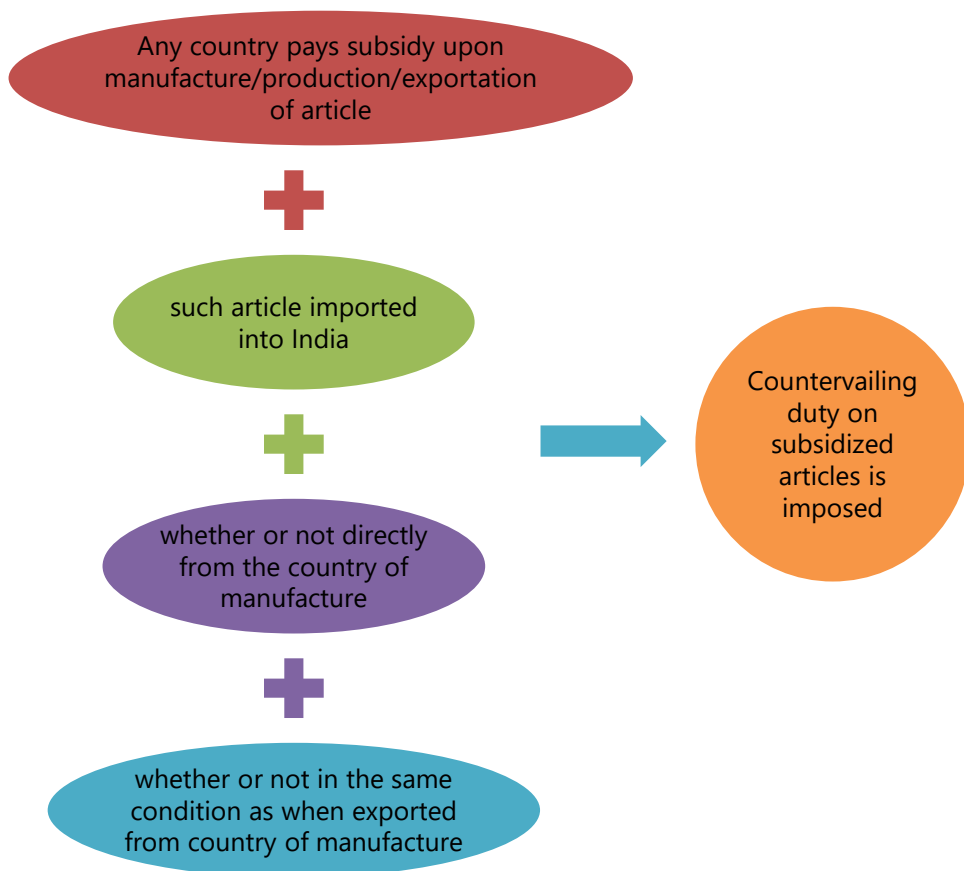 Any country pays subsidy upon
manufacture/production/exportation
of article
such article imported
into India
whether or not directly
from the country of
manufacture
whether or not in the same
condition as when exported
from country of manufacture
Countervailing
duty on
subsidized
articles is
imposed